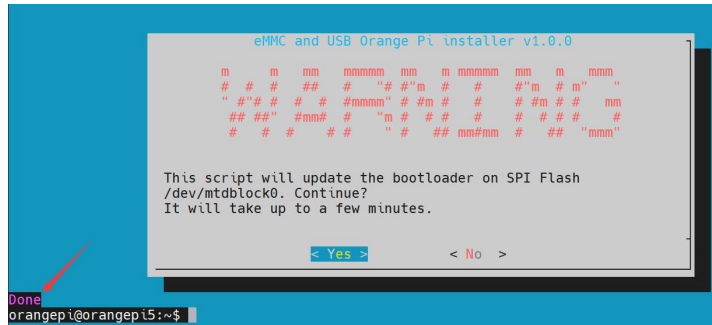 eMMC and USB Orange Pi installer v1.0.0
WARNING
This script will update the bootloader on SPI Flash
/dev/mtdblock0. Continue?
It will take up to a few minutes.
< Yes > < No >
Done
orangepi@orangepi5:~$